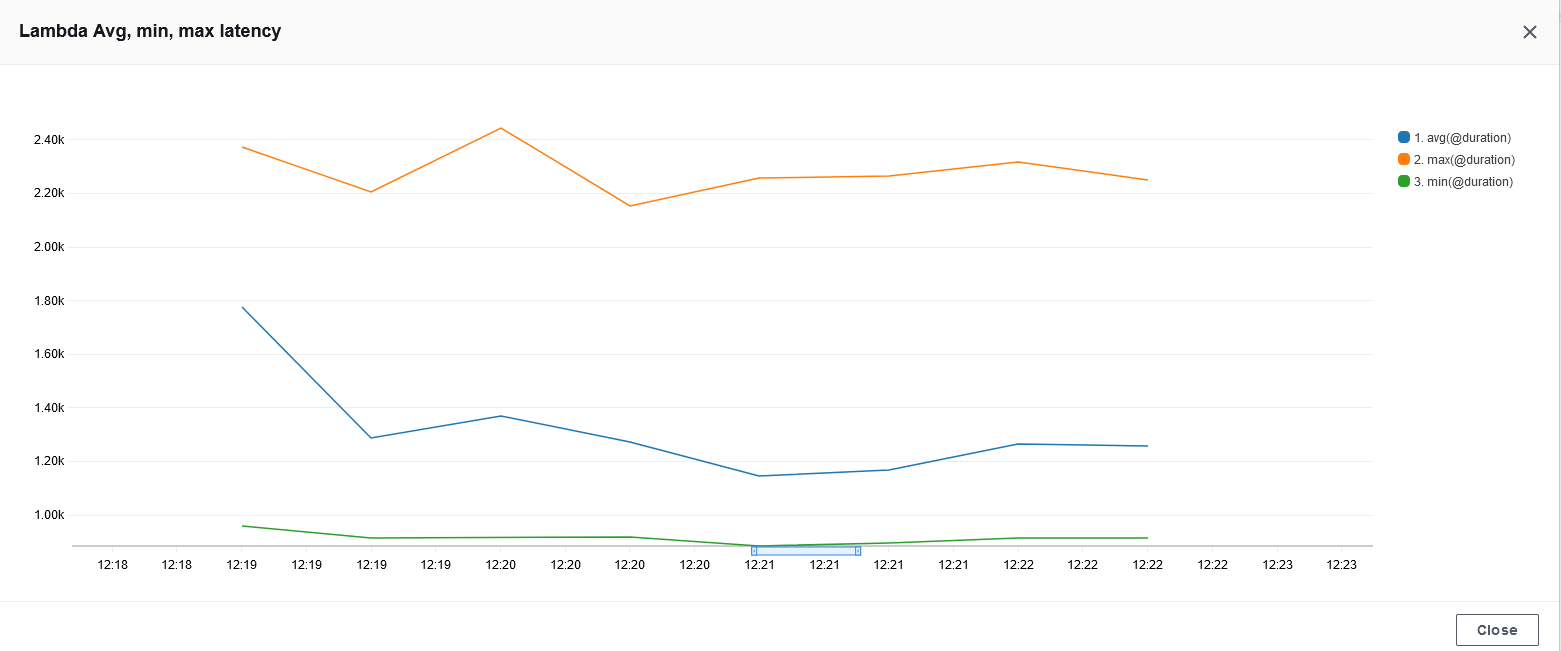 Lambda Avg, min, max latency
2.40k
2.20k
2.00k
1.80k
1.60k
1.40k
1.20k
1.00k
12:18 12:18 12:19 12:19 12:19 12:19 12:20 12:20 12:20 12:20 12:21 12:21 12:21 12:21 12:22 12:22 12:22 12:22 12:23 12:23
1. avg(@duration)
2. max(@duration)
3. min(@duration)
Close